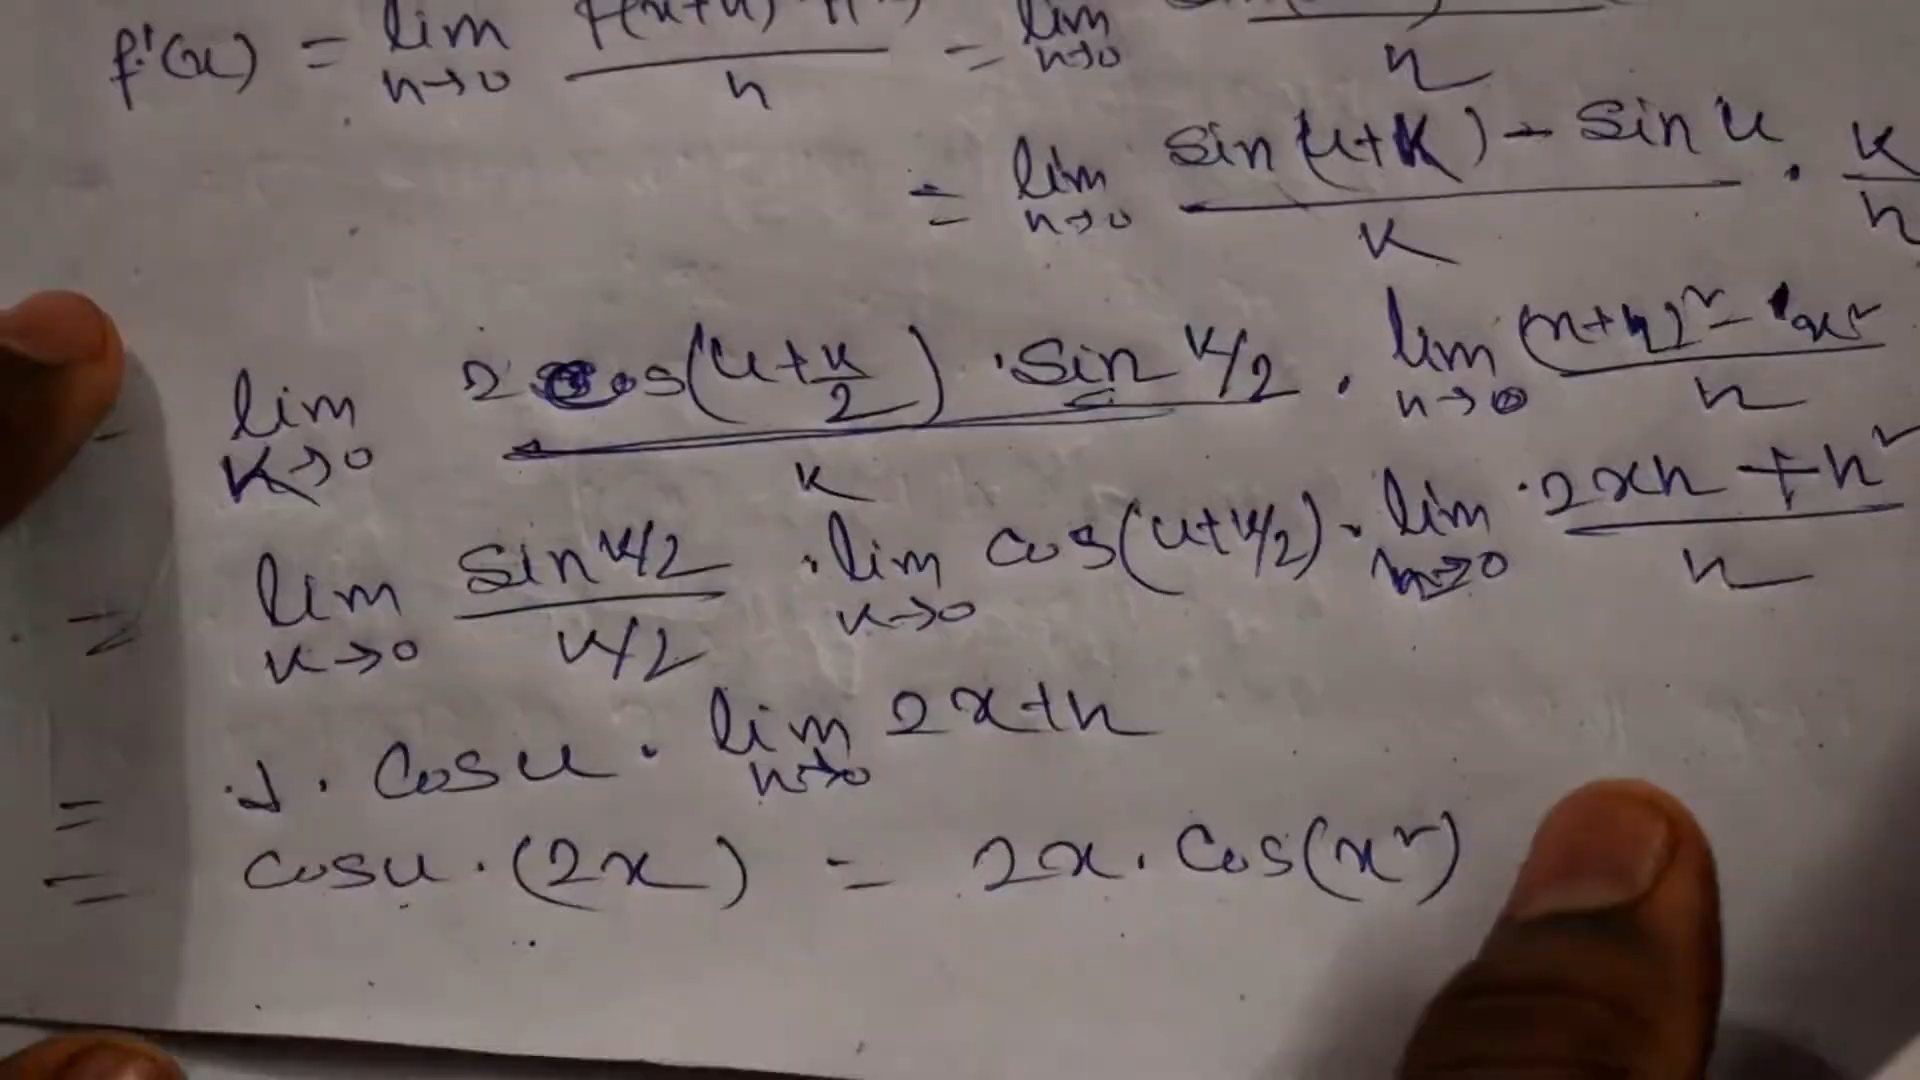 f'(x) = lim n→0 f(x+h) / h = lim h→0 / h
= lim h→0 sin(u+k) - sin u / k . k / h
lim k→0 2 cos(u+k/2) . sin k/2 / k . lim h→0 (x+h)² - x² / h
= lim k→0 sin k/2 / k/2 . lim k→0 cos(u+k/2) . lim h→0 2xh + h² / h
= 1 . cos u . lim h→0 2x+h
= cos u . (2x) = 2x . cos(x²)